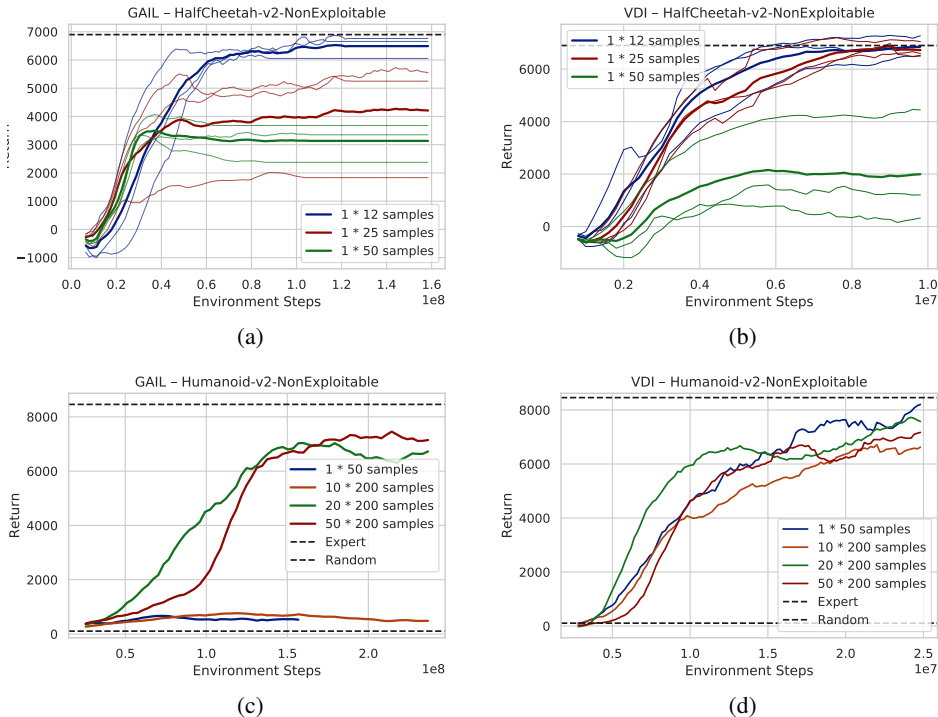 GAIL – HalfCheetah-v2-NonExploitable
7000
6000
5000
4000
3000
2000
1000
0
−1000
1 * 12 samples
1 * 25 samples
1 * 50 samples
0.0 0.2 0.4 0.6 0.8 1.0 1.2 1.4 1.6
Environment Steps
1e8
(a)
VDI – HalfCheetah-v2-NonExploitable
Return
6000
4000
2000
0
1 * 12 samples
1 * 25 samples
1 * 50 samples
0.2 0.4 0.6 0.8 1.0
Environment Steps
1e7
(b)
GAIL – Humanoid-v2-NonExploitable
Return
8000
6000
4000
2000
0
1 * 50 samples
10 * 200 samples
20 * 200 samples
50 * 200 samples
Expert
Random
0.5 1.0 1.5 2.0
Environment Steps
1e8
(c)
VDI – Humanoid-v2-NonExploitable
Return
8000
6000
4000
2000
0
1 * 50 samples
10 * 200 samples
20 * 200 samples
50 * 200 samples
Expert
Random
0.5 1.0 1.5 2.0 2.5
Environment Steps
1e7
(d)